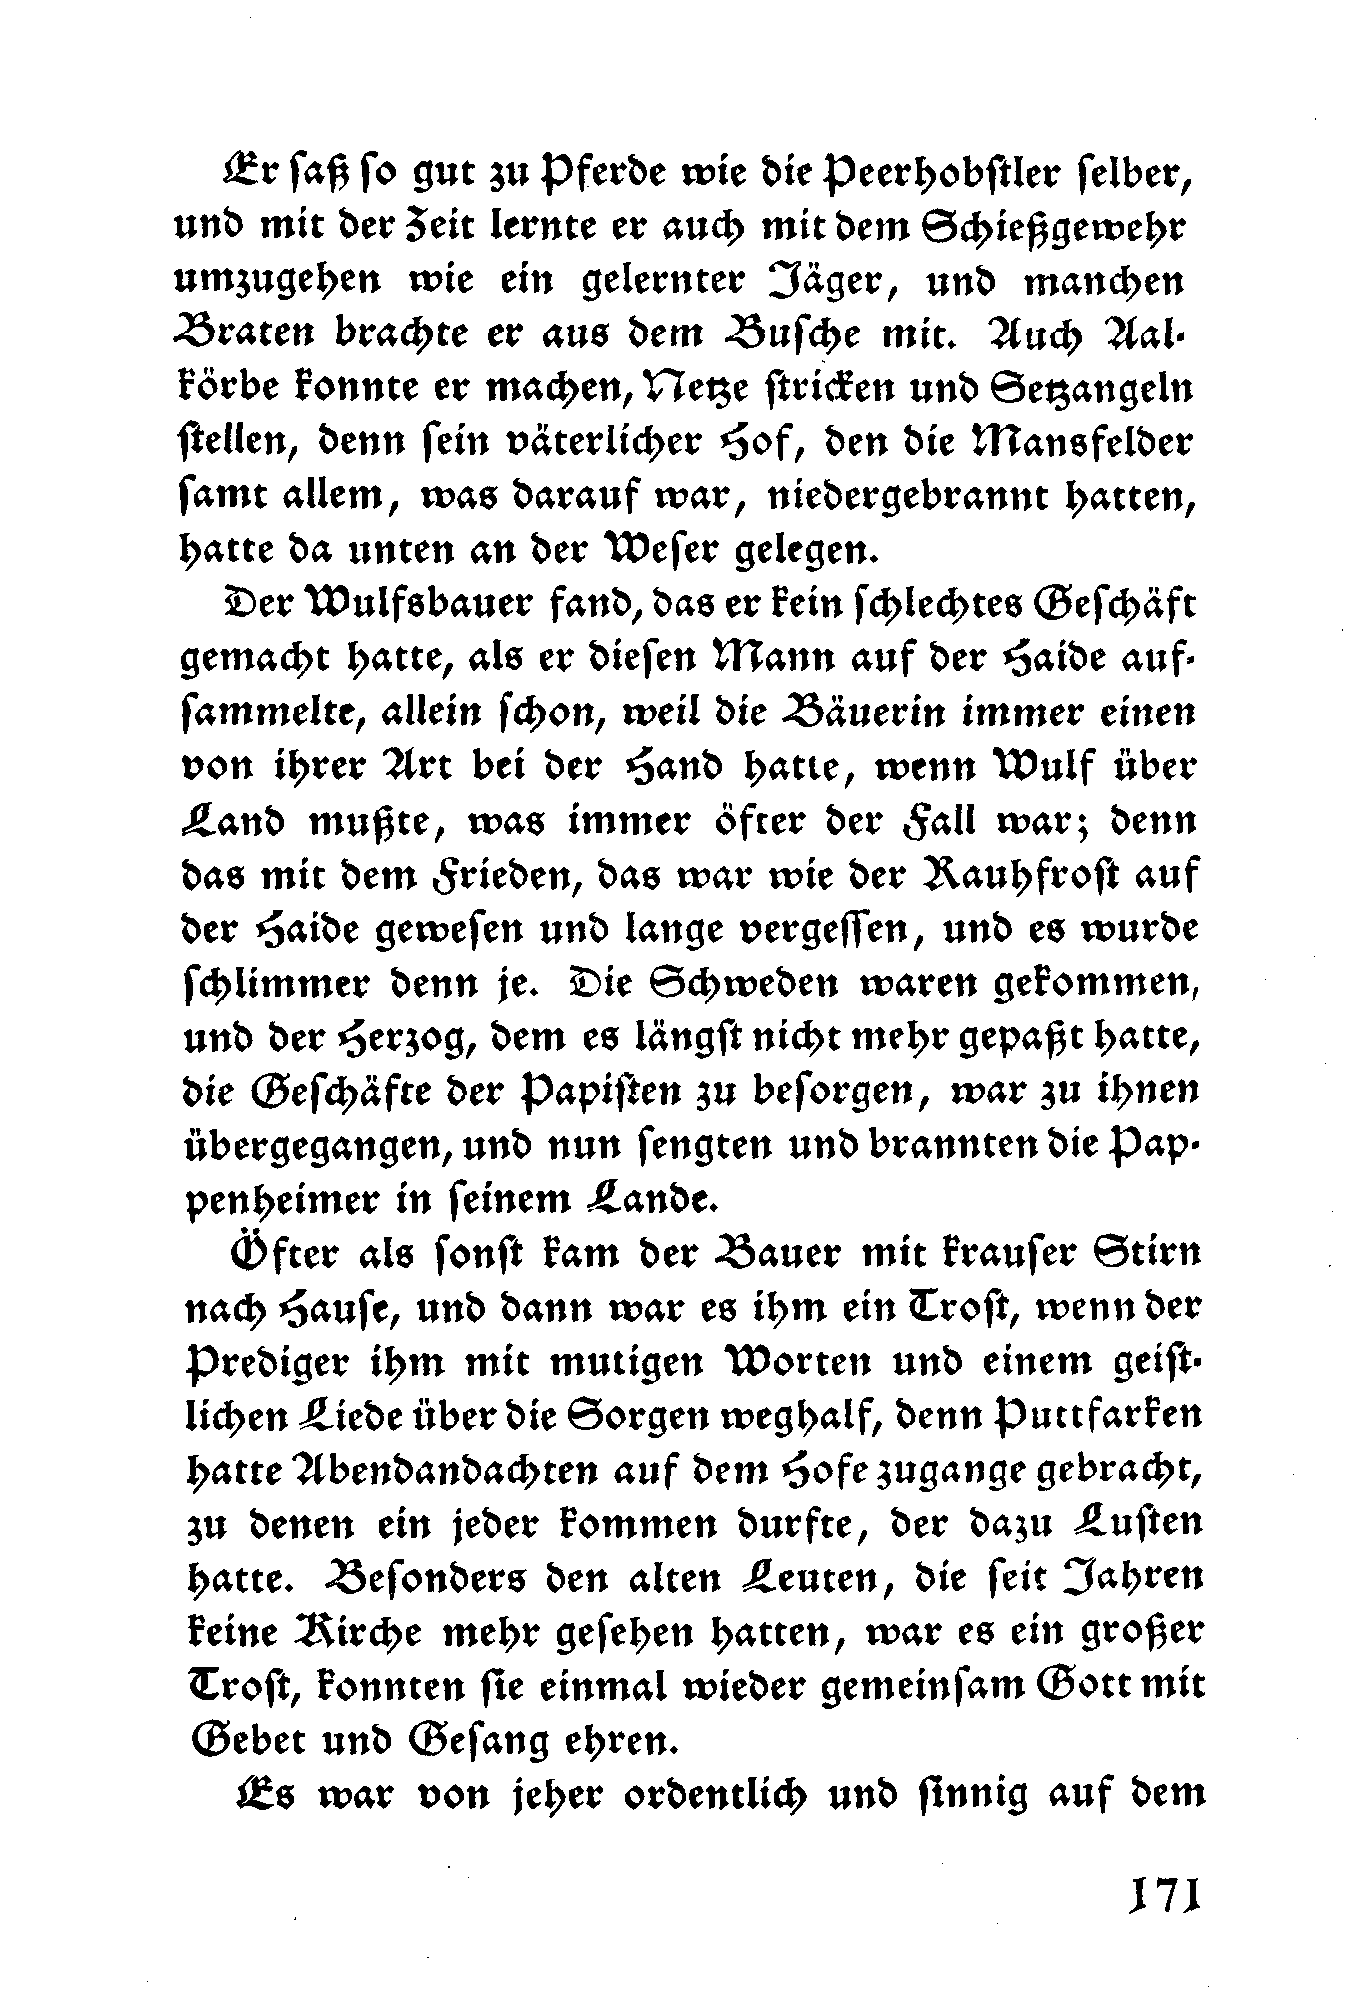 Er saß so gut zu Pferde wie die Peerhobstler selber,
und mit der Zeit lernte er auch mit dem Schießgewehr
umzugehen wie ein gelernter Jäger, und manchen
Braten brachte er aus dem Busche mit. Auch Aal-
körbe konnte er machen, Netze stricken und Setzangeln
stellen, denn sein väterlicher Hof, den die Mansfelder
samt allem, was darauf war, niedergebrannt hatten,
hatte da unten an der Weser gelegen.
Der Wulfsbauer fand, das er kein schlechtes Geschäft
gemacht hatte, als er diesen Mann auf der Haide auf-
sammelte, allein schon, weil die Bäuerin immer einen
von ihrer Art bei der Hand hatte, wenn Wulf über
Land mußte, was immer öfter der Fall war; denn
das mit dem Frieden, das war wie der Rauhfrost auf
der Haide gewesen und lange vergessen, und es wurde
schlimmer denn je. Die Schweden waren gekommen,
und der Herzog, dem es längst nicht mehr gepaßt hatte,
die Geschäfte der Papisten zu besorgen, war zu ihnen
übergegangen, und nun sengten und brannten die Pap-
penheimer in seinem Lande.
Öfter als sonst kam der Bauer mit krauser Stirn
nach Hause, und dann war es ihm ein Trost, wenn der
Prediger ihm mit mutigen Worten und einem geist-
lichen Liede über die Sorgen weghalf, denn Puttfarken
hatte Abendandachten auf dem Hofe zugange gebracht,
zu denen ein jeder kommen durfte, der dazu Lusten
hatte. Besonders den alten Leuten, die seit Jahren
keine Kirche mehr gesehen hatten, war es ein großer
Trost, konnten sie einmal wieder gemeinsam Gott mit
Gebet und Gesang ehren.
Es war von jeher ordentlich und sinnig auf dem
171